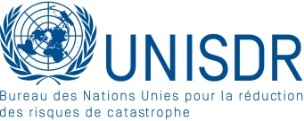 UNISDR
Bureau des Nations Unies pour la réduction
des risques de catastrophe